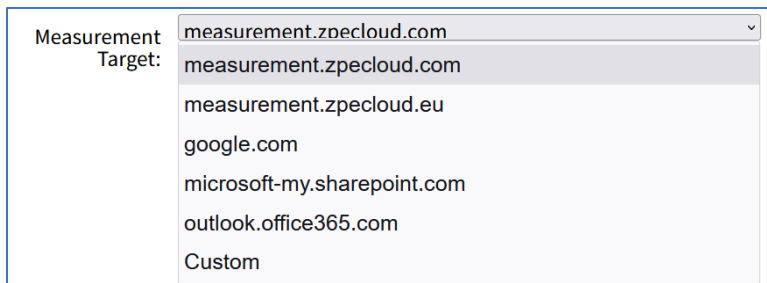 Measurement
Target:
measurement.zpecloud.com
measurement.zpecloud.com
measurement.zpecloud.eu
google.com
microsoft-my.sharepoint.com
outlook.office365.com
Custom